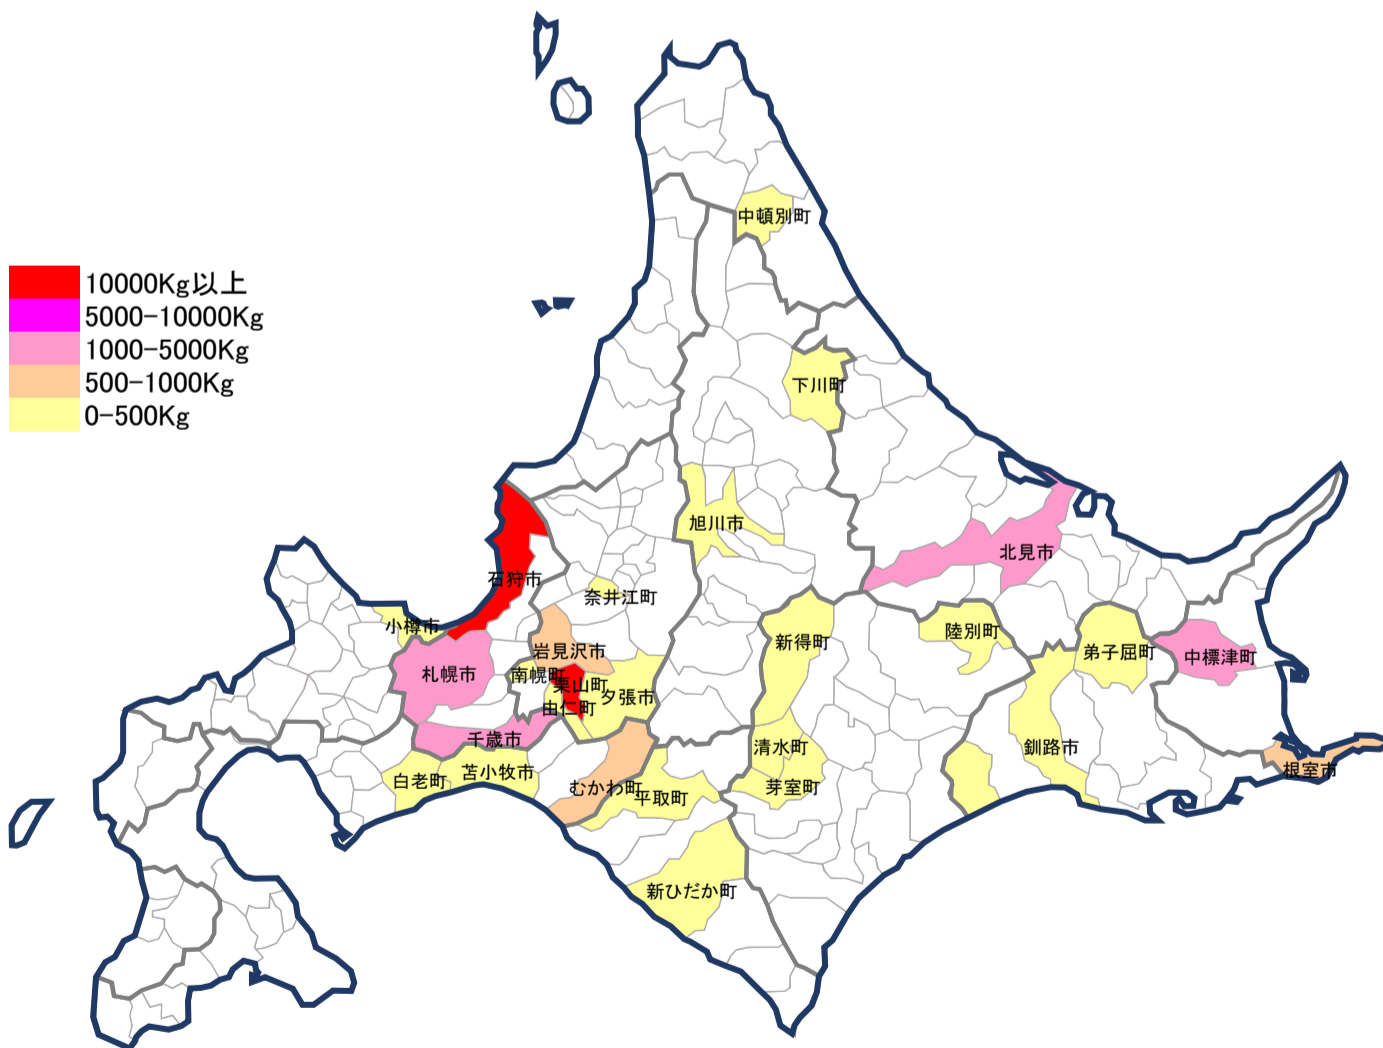 10000Kg以上
5000-10000Kg
1000-5000Kg
500-1000Kg
0-500Kg
中頓別町
下川町
旭川市
北見市
石狩市
奈井江町
小樽市
岩見沢市
新得町
陸別町
弟子屈町
中標津町
札幌市
南幌町
栗山町
夕張市
由仁町
千歳市
清水町
釧路市
根室市
白老町
苫小牧市
むかわ町
平取町
芽室町
新ひだか町